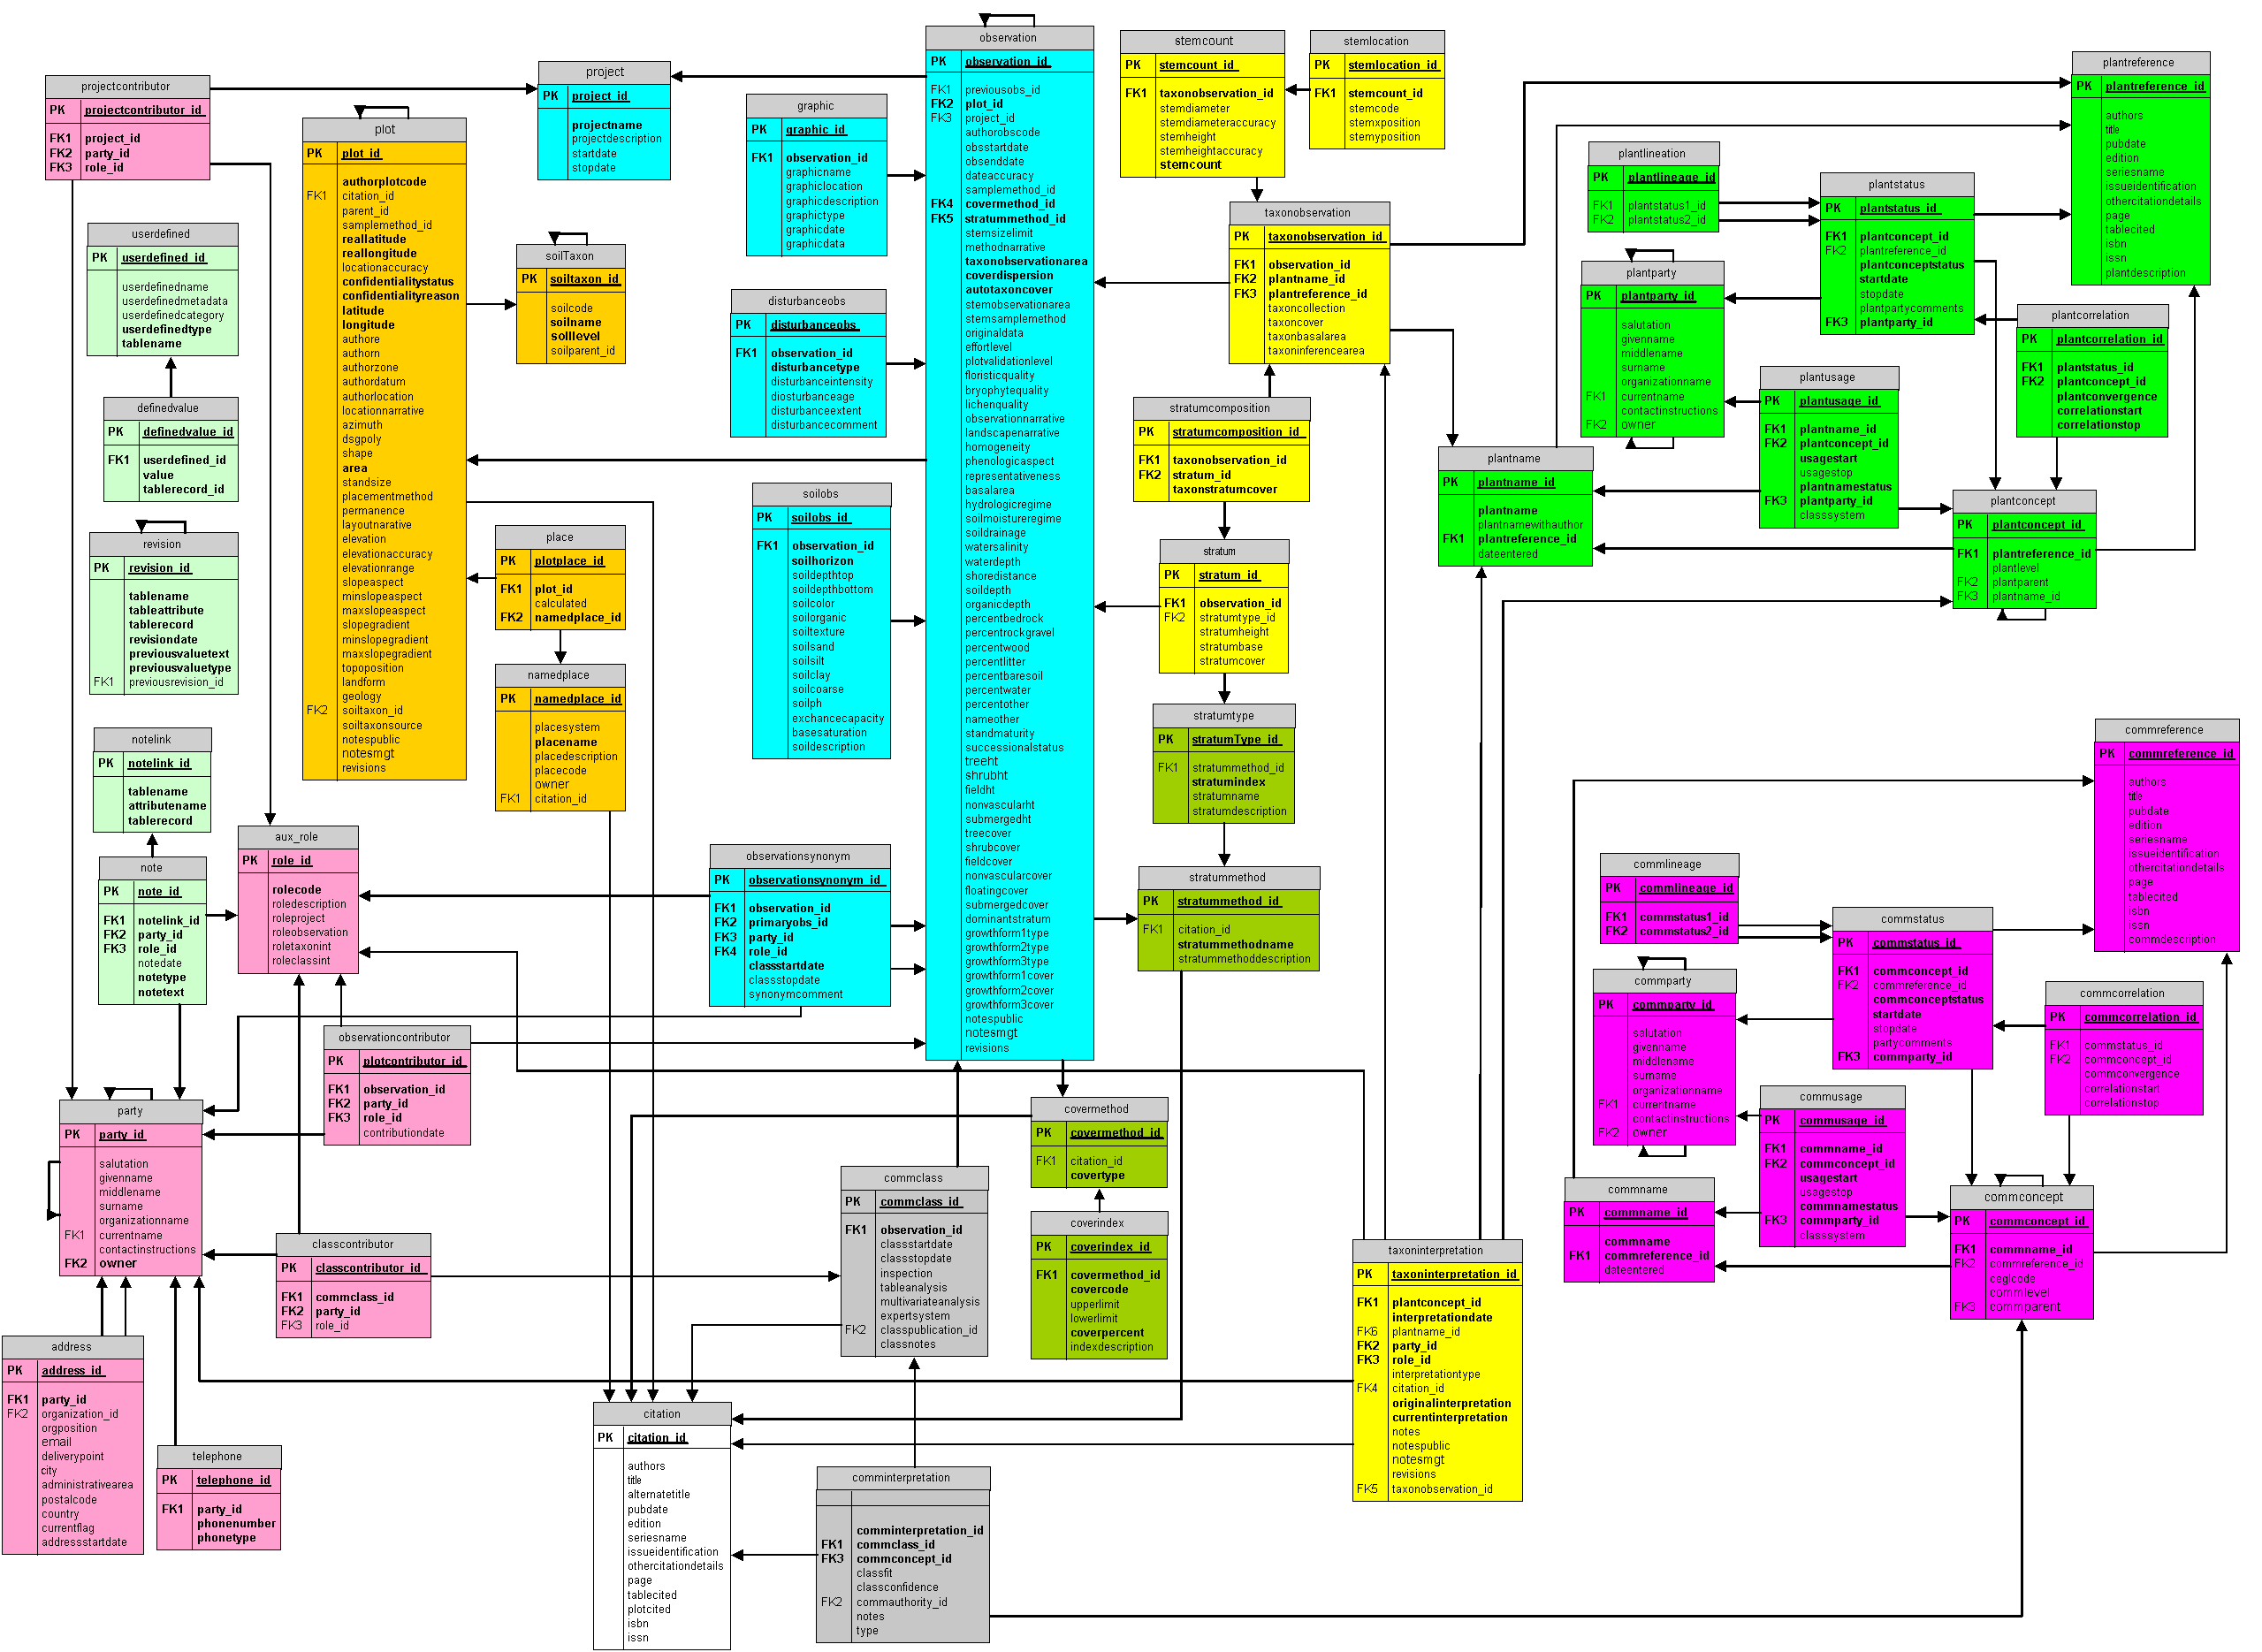 observation
PK observation_id
FK1 previousobs_id
FK2 plot_id
FK3 project_id
authorobscode
obsstartdate
obsenddate
dateaccuracy
samplemethod_id
FK4 covermethod_id
FK5 stratummethod_id
stemsizelimit
methodnarrative
taxonobservationarea
coverdispersion
autotaxoncover
stemobservationarea
stemsamplemethod
originaldata
effortlevel
plotvalidationlevel
floristicquality
bryophytequality
lichenquality
observationnarrative
landscapenarrative
homogeneity
phenologicaspect
representativeness
basalarea
hydrologicregime
soilmoistureregime
soildrainage
watersalinity
waterdepth
shoredistance
soildepth
organicdepth
percentbedrock
percentrockgravel
percentwood
percentlitter
percentbaresoil
percentwater
percentother
nameother
standmaturity
successionalstatus
treeht
shrubht
fieldht
nonvascularht
submergedht
treecover
shrubcover
fieldcover
nonvascularcover
floatingcover
submergedcover
dominantstratum
growthform1type
growthform2type
growthform3type
growthform1cover
growthform2cover
growthform3cover
notespublic
notesmgt
revisions
stemcount
PK stemcount_id
FK1 taxonobservation_id
stemdiameter
stemdiameteraccuracy
stemheight
stemheightaccuracy
stemcount
stemlocation
PK stemlocation_id
FK1 stemcount_id
stemcode
stemxposition
stemyposition
plantreference
PK plantreference_id
authors
title
pubdate
edition
seriesname
issueidentification
othercitationdetails
page
tablecited
isbn
issn
plantdescription
projectcontributor
PK projectcontributor_id
FK1 project_id
FK2 party_id
FK3 role_id
project
PK project_id
projectname
projectdescription
startdate
stopdate
graphic
PK graphic_id
FK1 observation_id
graphicname
graphiclocation
graphicdescription
graphictype
graphicdate
graphicdata
plot
PK plot_id
authorplotcode
FK1 citation_id
parent_id
samplemethod_id
reallatitude
reallongitude
locationaccuracy
confidentialitystatus
confidentialityreason
latitude
longitude
authore
authorn
authorzone
authordatum
authorlocation
locationnarrative
azimuth
dsgpoly
shape
area
standsize
placementmethod
permanence
layoutnarative
elevation
elevationaccuracy
elevationrange
slopeaspect
minslopeaspect
maxslopeaspect
slopegradient
minslopegradient
maxslopegradient
topoposition
landform
geology
FK2 soiltaxon_id
soiltaxonsource
notespublic
notesmgt
revisions
plantlineation
PK plantlineage_id
FK1 plantstatus1_id
FK2 plantstatus2_id
plantstatus
PK plantstatus_id
FK1 plantconcept_id
FK2 plantreference_id
plantconceptstatus
startdate
stopdate
plantpartycomments
FK3 plantparty_id
taxonobservation
PK taxonobservation_id
FK1 observation_id
FK2 plantname_id
FK3 plantreference_id
taxoncollection
taxoncover
taxonbasalarea
taxoninferencearea
userdefined
PK userdefined_id
userdefinedname
userdefinedmetadata
userdefinedcategory
userdefinedtype
tablename
soilTaxon
PK soiltaxon_id
soilcode
soilname
soillevel
soilparent_id
plantparty
PK plantparty_id
salutation
givenname
middlename
surname
organizationname
FK1 currentname
contactinstructions
FK2 owner
disturbanceobs
PK disturbanceobs
FK1 observation_id
disturbancetype
disturbanceintensity
diosturbanceage
disturbanceextent
disturbancecomment
plantcorrelation
PK plantcorrelation_id
FK1 plantstatus_id
FK2 plantconcept_id
plantconvergence
correlationstart
correlationstop
plantusage
PK plantusage_id
FK1 plantname_id
FK2 plantconcept_id
usagestart
usagestop
plantnamestatus
FK3 plantparty_id
classsystem
definedvalue
PK definedvalue_id
FK1 userdefined_id
value
tablerecord_id
stratumcomposition
PK stratumcomposition_id
FK1 taxonobservation_id
FK2 stratum_id
taxonstratumcover
plantname
PK plantname_id
plantname
plantnamewithauthor
FK1 plantreference_id
dateentered
soilobs
PK soilobs_id
FK1 observation_id
soilhorizon
soildepthtop
soildepthbottom
soilcolor
soilorganic
soiltexture
soilsand
soilsilt
soilclay
soilcoarse
soilph
exchancecapacity
basesaturation
soildescription
plantconcept
PK plantconcept_id
FK1 plantreference_id
plantlevel
FK2 plantparent
FK3 plantname_id
revision
PK revision_id
tablename
tableattribute
tablerecord
revisiondate
previousvaluetext
previousvaluetype
FK1 previousrevision_id
place
PK plotplace_id
FK1 plot_id
calculated
FK2 namedplace_id
stratum
PK stratum_id
FK1 observation_id
FK2 stratumtype_id
stratumheight
stratumbase
stratumcover
namedplace
PK namedplace_id
placesystem
placename
placedescription
placecode
owner
FK1 citation_id
stratumtype
PK stratumType_id
FK1 stratummethod_id
stratumindex
stratumname
stratumdescription
commreference
PK commreference_id
authors
title
pubdate
edition
seriesname
issueidentification
othercitationdetails
page
tablecited
isbn
issn
commdescription
notelink
PK notelink_id
tablename
attributename
tablerecord
aux_role
PK role_id
rolecode
roledescription
roleproject
roleobservation
roletaxonint
roleclassint
observationsynonym
PK observationsynonym_id
FK1 observation_id
FK2 primaryobs_id
FK3 party_id
FK4 role_id
classstartdate
classstopdate
synonymcomment
note
PK note_id
FK1 notelink_id
FK2 party_id
FK3 role_id
notedate
notetype
notetext
stratummethod
PK stratummethod_id
FK1 citation_id
stratummethodname
stratummethoddescription
commlineage
PK commlineage_id
FK1 commstatus1_id
FK2 commstatus2_id
commstatus
PK commstatus_id
FK1 commconcept_id
FK2 commreference_id
commconceptstatus
startdate
stopdate
partycomments
FK3 commparty_id
commparty
PK commparty_id
salutation
givenname
middlename
surname
organizationname
FK1 currentname
contactinstructions
FK2 owner
commcorrelation
PK commcorrelation_id
FK1 commstatus_id
FK2 commconcept_id
commconvergence
correlationstart
correlationstop
observationcontributor
PK plotcontributor_id
FK1 observation_id
FK2 party_id
FK3 role_id
contributiondate
party
PK party_id
salutation
givenname
middlename
surname
organizationname
FK1 currentname
contactinstructions
FK2 owner
covermethod
PK covermethod_id
FK1 citation_id
covertype
commusage
PK commusage_id
FK1 commname_id
FK2 commconcept_id
usagestart
usagestop
commnamestatus
FK3 commparty_id
classsystem
commclass
PK commclass_id
FK1 observation_id
classstartdate
classstopdate
inspection
tableanalysis
multivariateanalysis
expertsystem
FK2 classpublication_id
classnotes
commname
PK commname_id
commname
FK1 commreference_id
dateentered
commconcept
PK commconcept_id
FK1 commname_id
FK2 commreference_id
ceglcode
commlevel
FK3 commparent
coverindex
PK coverindex_id
FK1 covermethod_id
covercode
upperlimit
lowerlimit
coverpercent
indexdescription
classcontributor
PK classcontributor_id
FK1 commclass_id
FK2 party_id
FK3 role_id
taxoninterpretation
PK taxoninterpretation_id
FK1 plantconcept_id
interpretationdate
FK6 plantname_id
FK2 party_id
FK3 role_id
interpretationtype
FK4 citation_id
originalinterpretation
currentinterpretation
notes
notespublic
notesmgt
revisions
FK5 taxonobservation_id
address
PK address_id
FK1 party_id
FK2 organization_id
orgposition
email
deliverypoint
city
administrativearea
postalcode
country
currentflag
addressstartdate
telephone
PK telephone_id
FK1 party_id
phonenumber
phonetype
citation
PK citation_id
authors
title
alternatetitle
pubdate
edition
seriesname
issueidentification
othercitationdetails
page
tablecited
plotcited
isbn
issn
comminterpretation
comminterpretation_id
FK1 commclass_id
FK3 commconcept_id
classfit
classconfidence
FK2 commauthority_id
notes
type